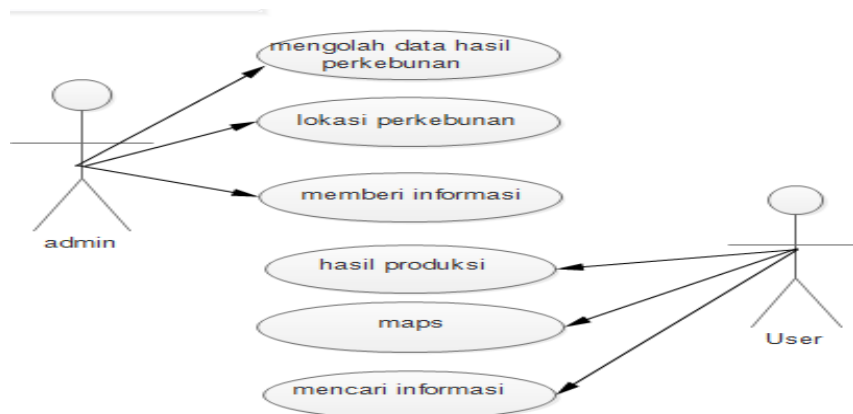 mengolah data hasil
perkebunan
lokasi perkebunan
memberi informasi
admin
hasil produksi
maps
User
mencari informasi